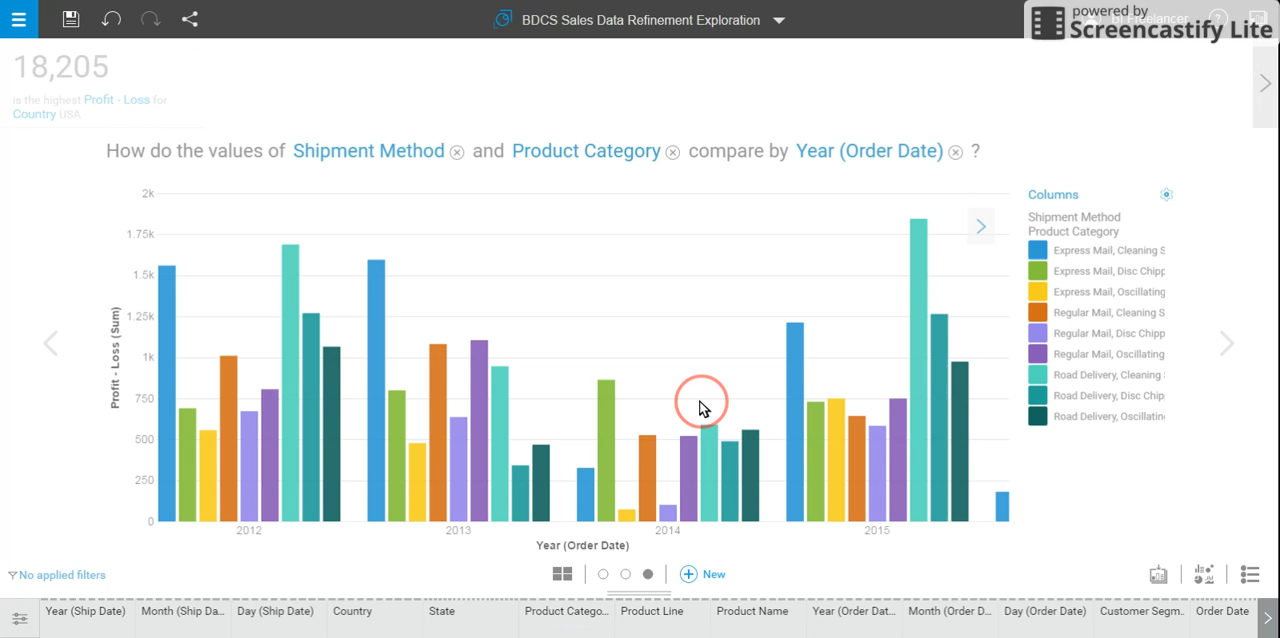 BDCS Sales Data Refinement Exploration
powered by
Screencastify Lite
18,205
is the highest Profit - Loss for
Country USA
How do the values of Shipment Method and Product Category compare by Year (Order Date) ?
Columns
Shipment Method
Product Category
Express Mail, Cleaning S
Express Mail, Disc Chipp
Express Mail, Oscillating
Regular Mail, Cleaning S
Regular Mail, Disc Chipp
Regular Mail, Oscillating
Road Delivery, Cleaning
Road Delivery, Disc Chip
Road Delivery, Oscillatin
Profit - Loss (Sum)
2k
1.75k
1.5k
1.25k
1k
750
500
250
0
2012 2013 2014 2015
Year (Order Date)
No applied filters
New
Year (Ship Date) Month (Ship Da... Day (Ship Date) Country State Product Catego... Product Line Product Name Year (Order Dat... Month (Order D... Day (Order Date) Customer Segm.. Order Date